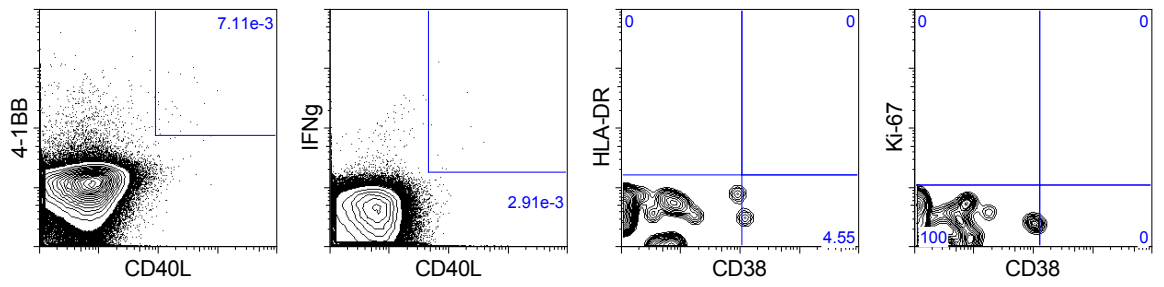 7.11e-3
4-1BB
CD40L
IFNg
2.91e-3
CD40L
0
0
HLA-DR
4.55
CD38
0
0
Ki-67
100
0
CD38